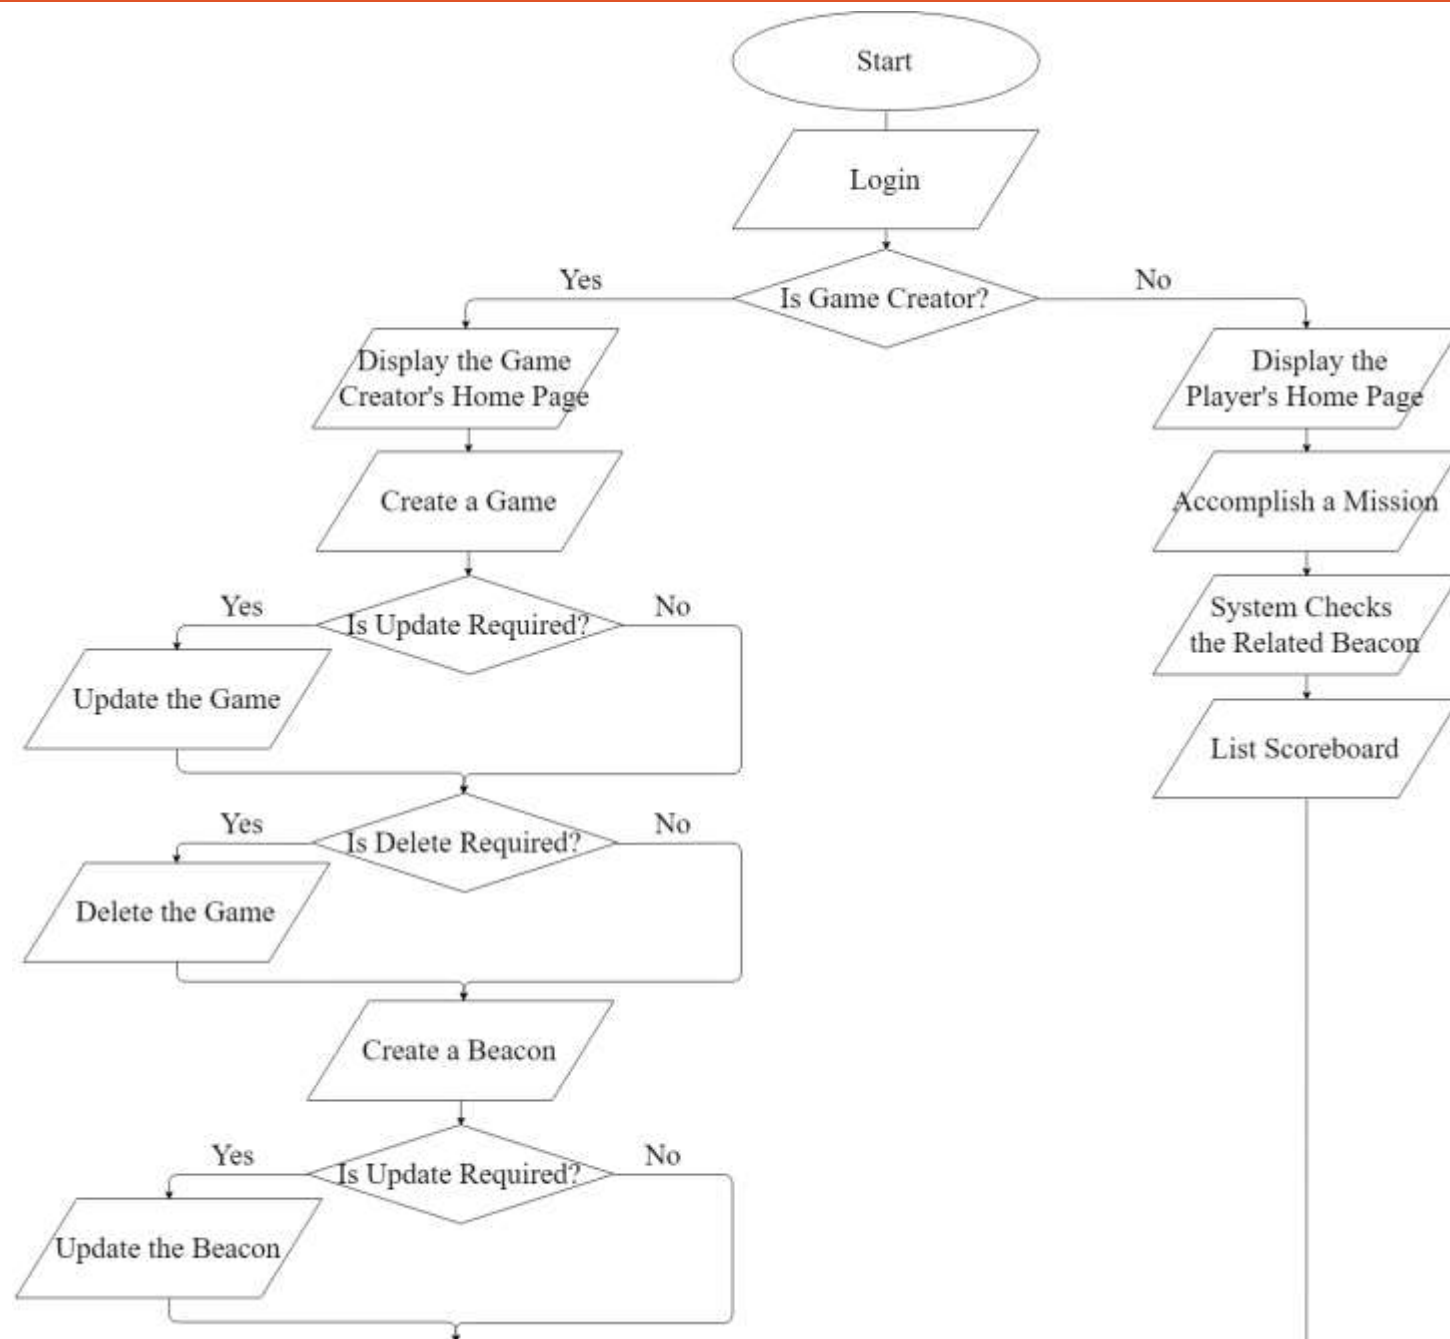 Start
Login
Yes
Is Game Creator?
No
Display the Game
Creator's Home Page
Display the
Player's Home Page
Create a Game
Accomplish a Mission
Yes
Is Update Required?
No
System Checks
the Related Beacon
Update the Game
List Scoreboard
Yes
Is Delete Required?
No
Delete the Game
Create a Beacon
Yes
Is Update Required?
No
Update the Beacon